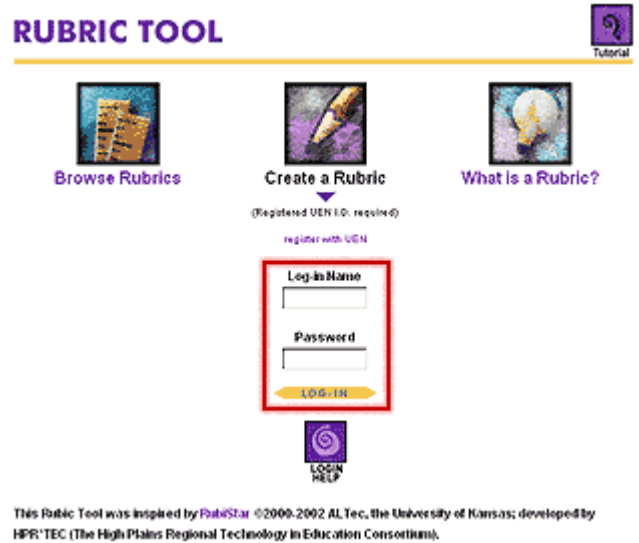 RUBRIC TOOL
Tutorial
Browse Rubrics
Create a Rubric
What is a Rubric?
(Registered UEN I.D. required)
register with UEN
Log-in Name
Password
LOG-IN
LOGIN
HELP
This Rubic Tool was inspired by RubiStar ©2000-2002 ALTec, the University of Kansas; developed by
HPR*TEC (The High Plains Regional Technology in Education Consortium).